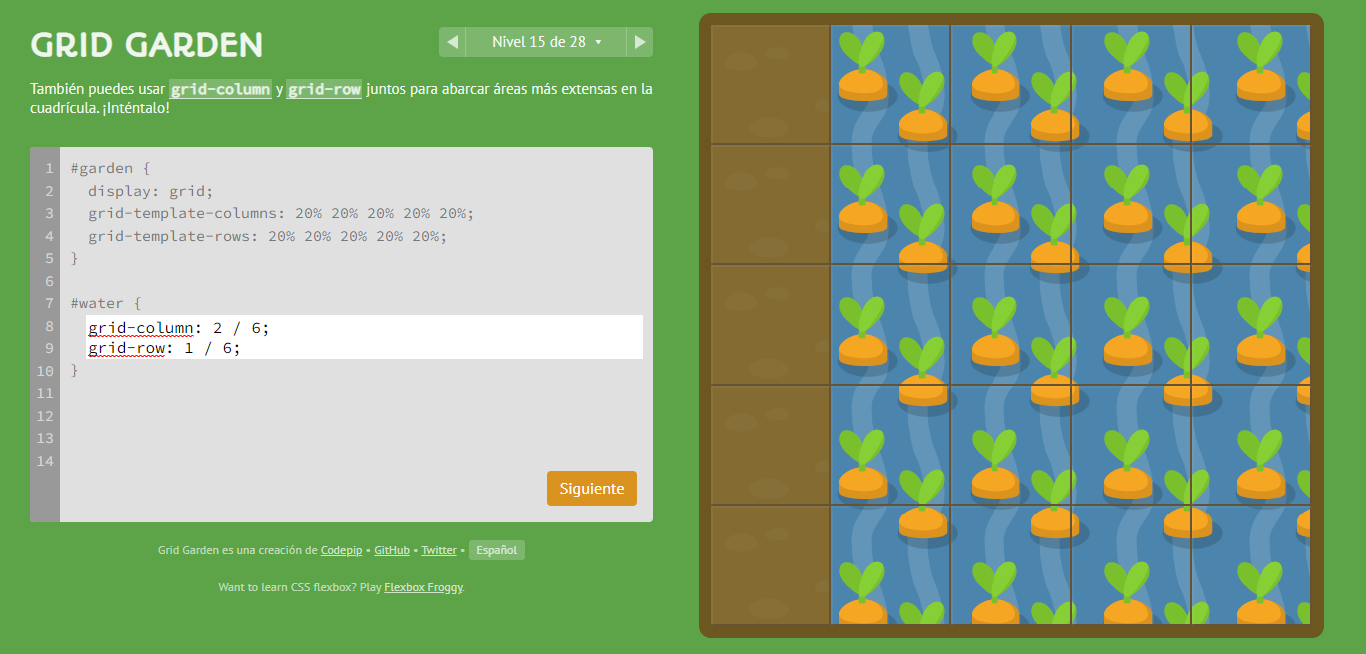 GRID GARDEN
Nivel 15 de 28
También puedes usar grid-column y grid-row juntos para abarcar áreas más extensas en la
cuadrícula. ¡Inténtalo!
1 #garden {
2 display: grid;
3 grid-template-columns: 20% 20% 20% 20% 20%;
4 grid-template-rows: 20% 20% 20% 20% 20%;
5 }
6
7 #water {
8 grid-column: 2 / 6;
9 grid-row: 1 / 6;
10 }
11
12
13
14
Siguiente
Grid Garden es una creación de Codepip • GitHub • Twitter • Español
Want to learn CSS flexbox? Play Flexbox Froggy.